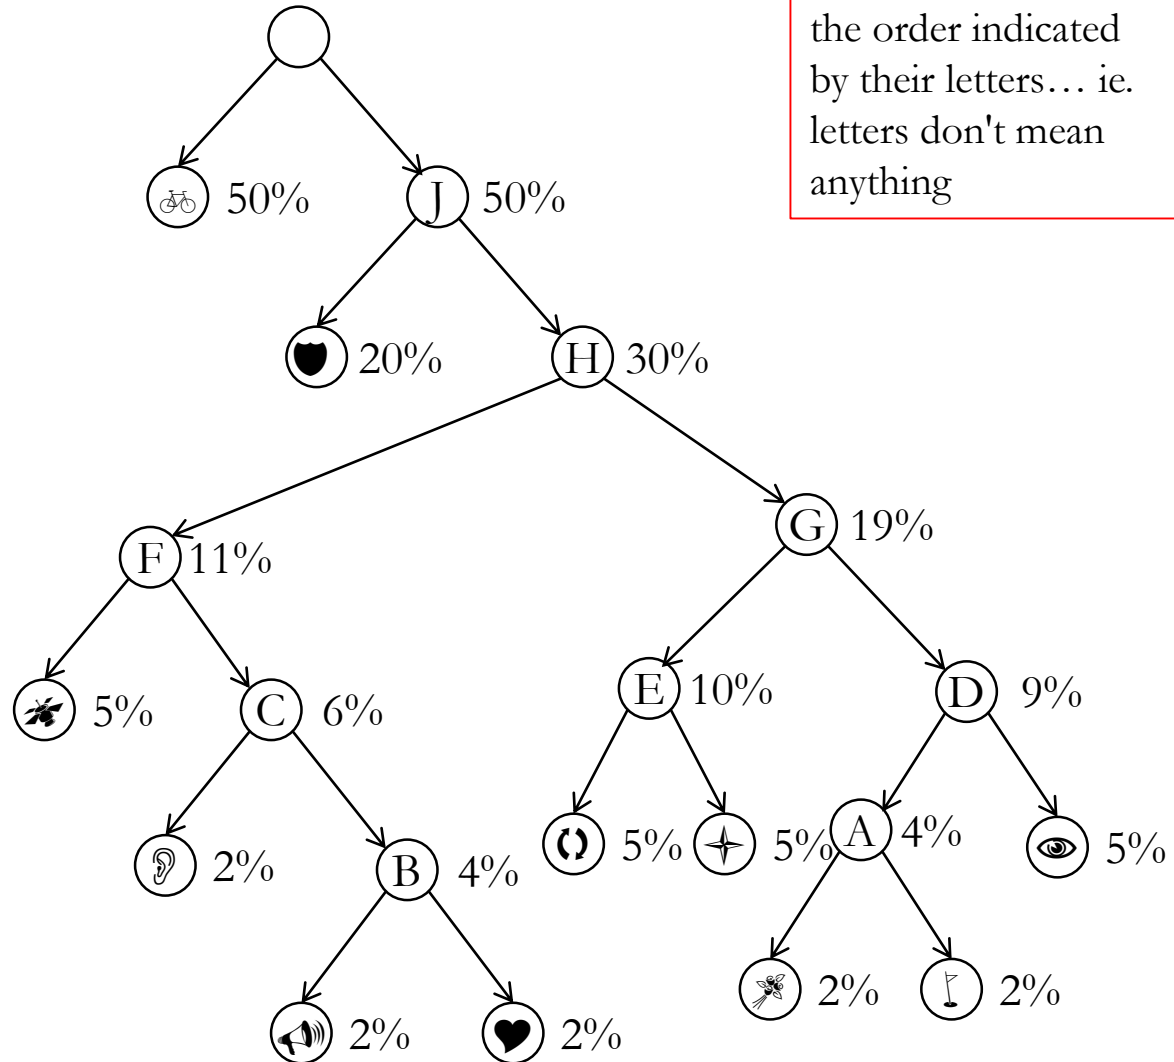 the order indicated
by their letters… ie.
letters don't mean
anything
50%
J 50%
20%
H 30%
G 19%
F 11%
E 10%
D 9%
5%
C 6%
A 4%
5%
5%
5%
2%
B 4%
2%
2%
2%
2%